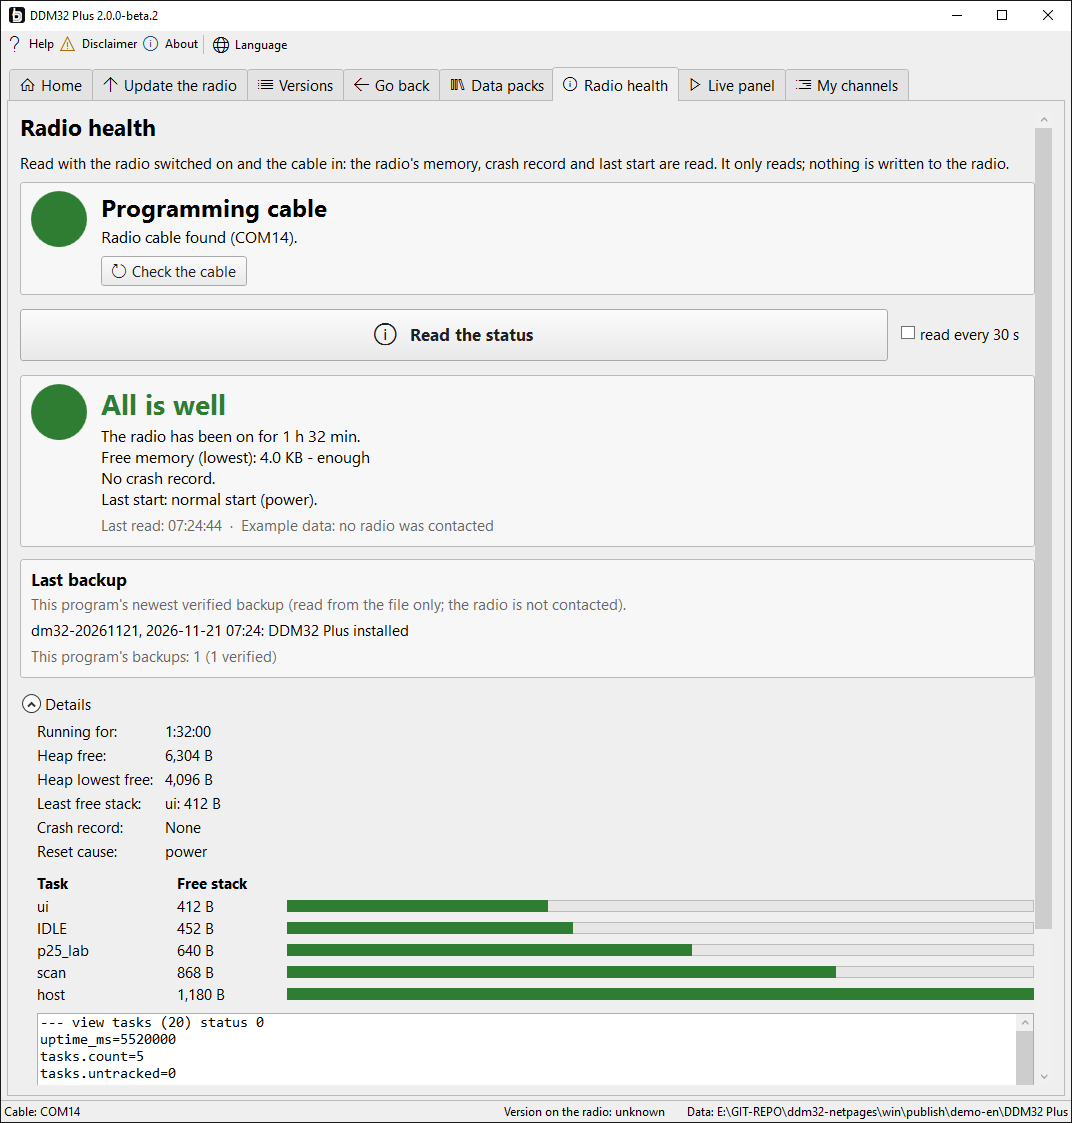 DDM32 Plus 2.0.0-beta.2
? Help Disclaimer About Language
Home Update the radio Versions Go back Data packs Radio health Live panel My channels
Radio health
Read with the radio switched on and the cable in: the radio's memory, crash record and last start are read. It only reads; nothing is written to the radio.
Programming cable
Radio cable found (COM14).
Check the cable
Read the status
read every 30 s
All is well
The radio has been on for 1 h 32 min.
Free memory (lowest): 4.0 KB - enough
No crash record.
Last start: normal start (power).
Last read: 07:24:44 · Example data: no radio was contacted
Last backup
This program's newest verified backup (read from the file only; the radio is not contacted).
dm32-20261121, 2026-11-21 07:24: DDM32 Plus installed
This program's backups: 1 (1 verified)
Details
Running for: 1:32:00
Heap free: 6,304 B
Heap lowest free: 4,096 B
Least free stack: ui: 412 B
Crash record: None
Reset cause: power
Task Free stack
ui 412 B
IDLE 452 B
p25_lab 640 B
scan 868 B
host 1,180 B
--- view tasks (20) status 0
uptime_ms=5520000
tasks.count=5
tasks.untracked=0
Cable: COM14 Version on the radio: unknown Data: E:\GIT-REPO\ddm32-netpages\win\publish\demo-en\DDM32 Plus